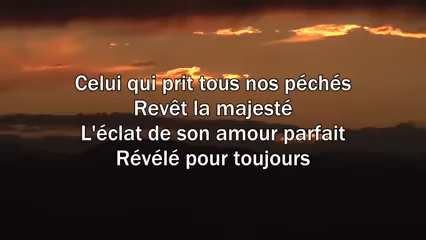 Celui qui prit tous nos péchés
Revêt la majesté
L'éclat de son amour parfait
Révélé pour toujours